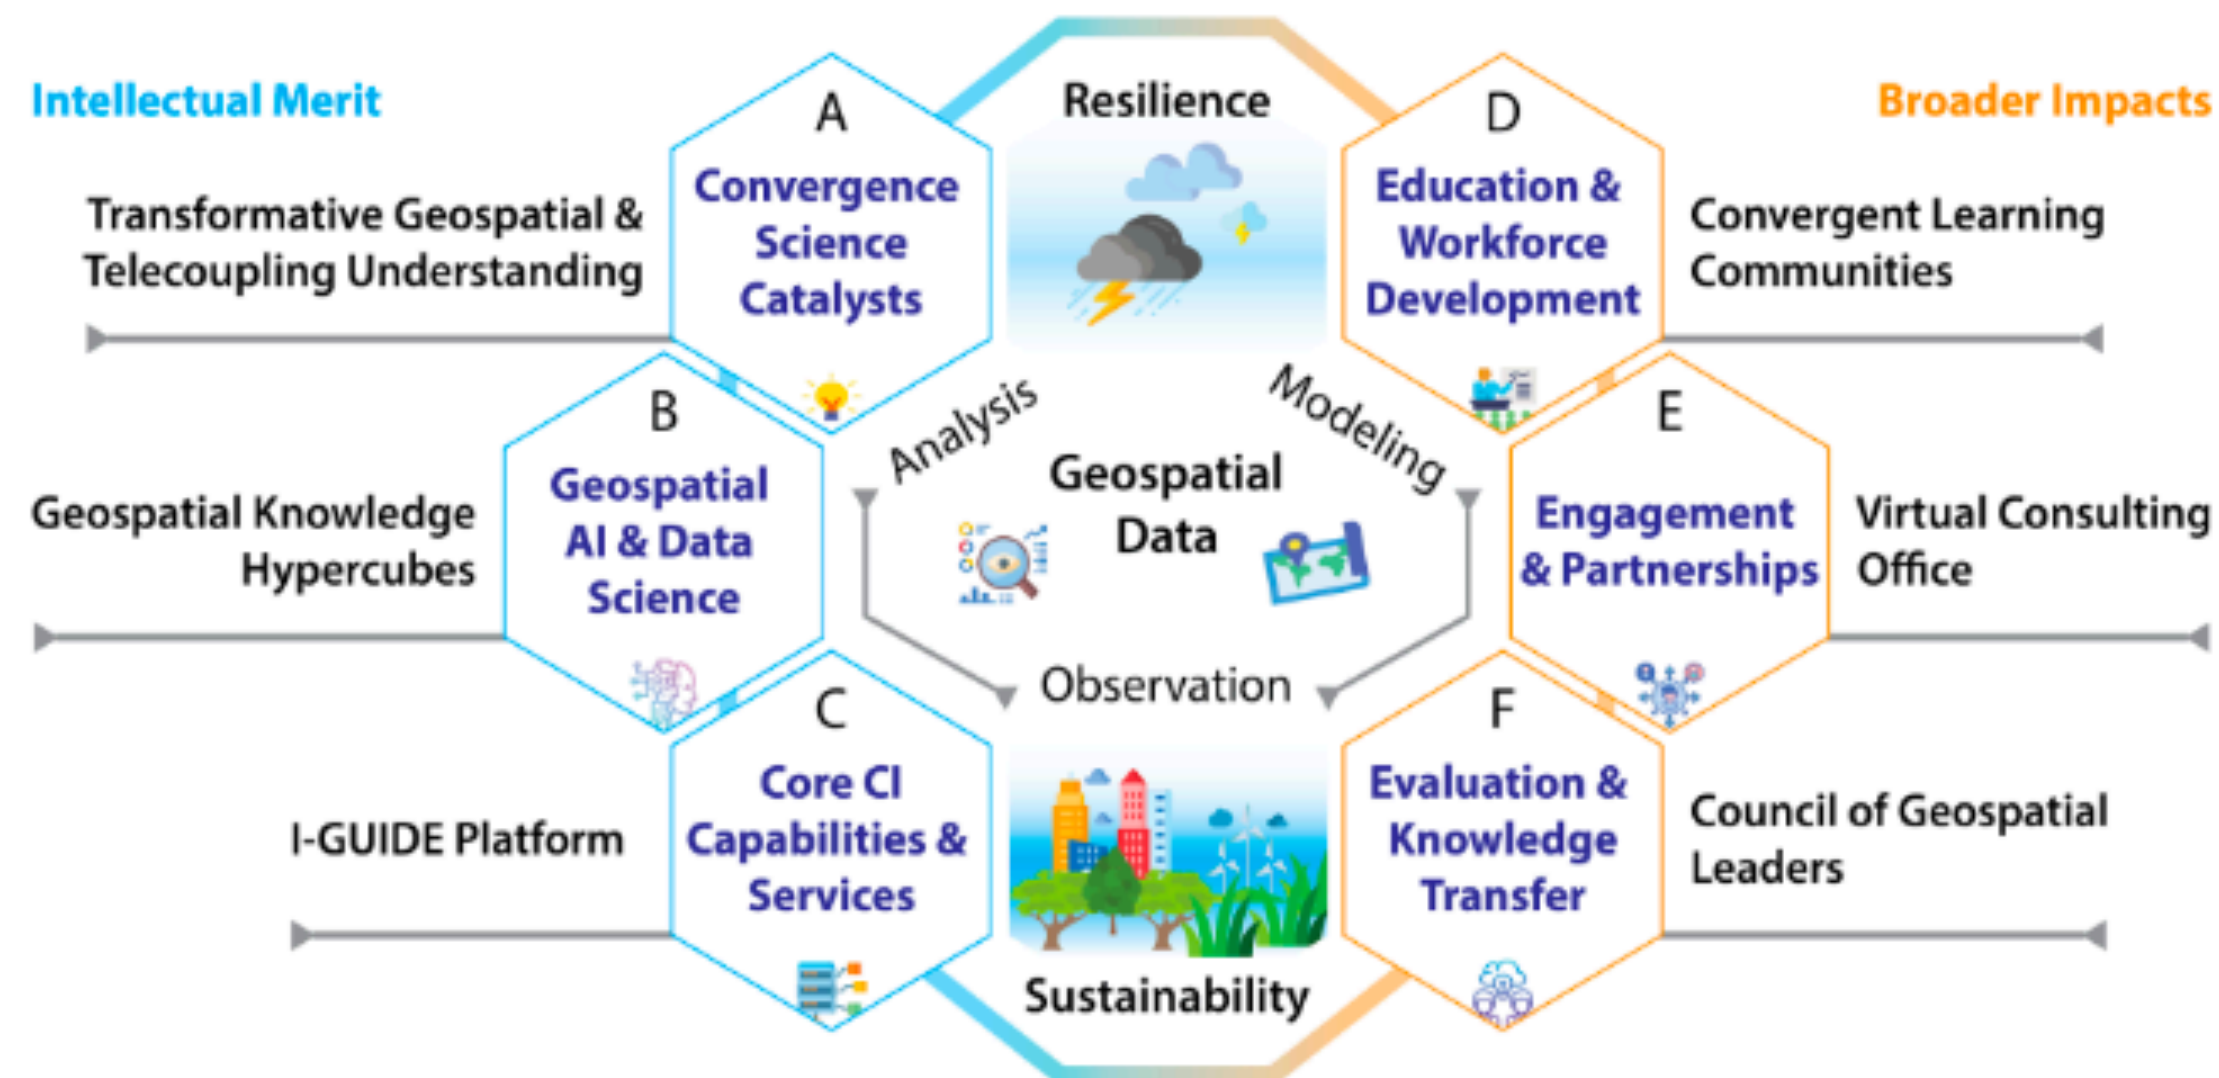 Intellectual Merit
Broader Impacts
Resilience
A
Convergence
Science
Catalysts
Transformative Geospatial &
Telecoupling Understanding
D
Education &
Workforce
Development
Convergent Learning
Communities
B
Geospatial
AI & Data
Science
Geospatial Knowledge
Hypercubes
Analysis
Modeling
Geospatial
Data
Observation
E
Engagement
& Partnerships
Virtual Consulting
Office
C
Core CI
Capabilities &
Services
I-GUIDE Platform
Sustainability
F
Evaluation &
Knowledge
Transfer
Council of Geospatial
Leaders